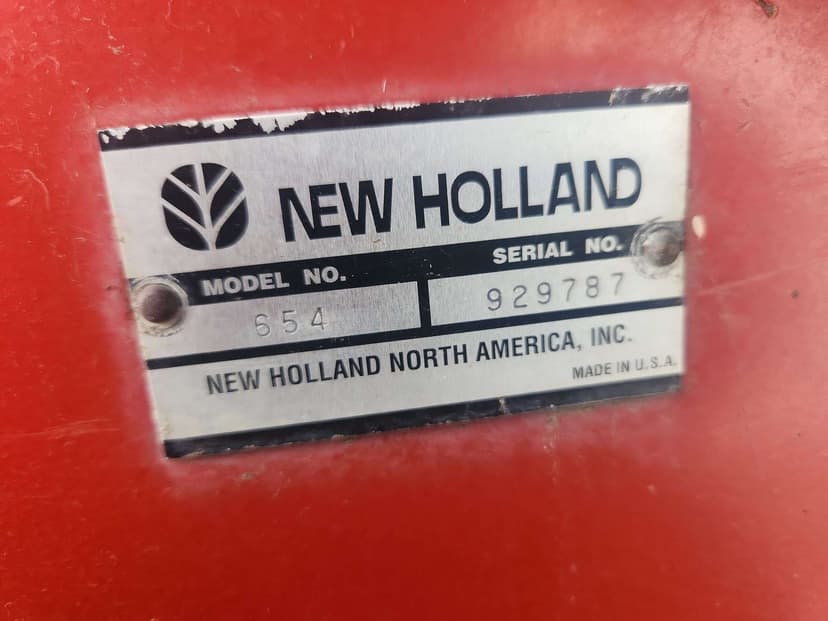 NEW HOLLAND
MODEL NO. SERIAL NO.
654 929787
NEW HOLLAND NORTH AMERICA, INC.
MADE IN U.S.A.